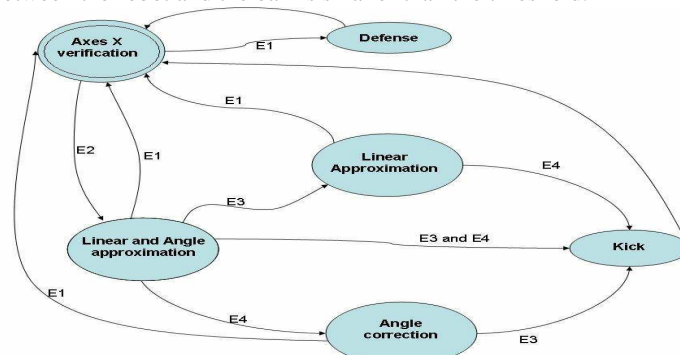 Axes X
verification
Defense
E1
E2
E1
E1
Linear
Approximation
E4
E3
Linear and Angle
approximation
E3 and E4
Kick
E1
E4
Angle
correction
E3